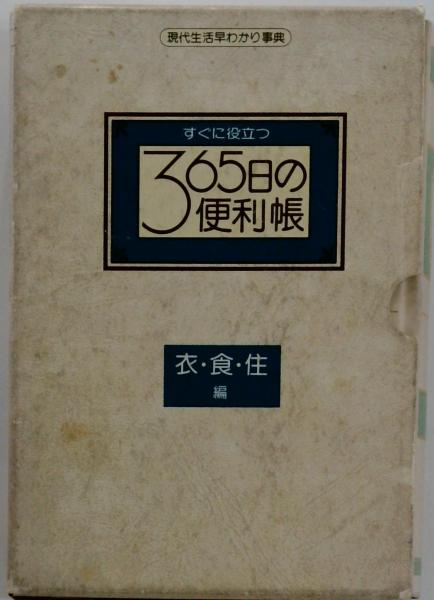 現代生活早わかり事典
すぐに役立つ
365日の
便利帳
衣・食・住
編